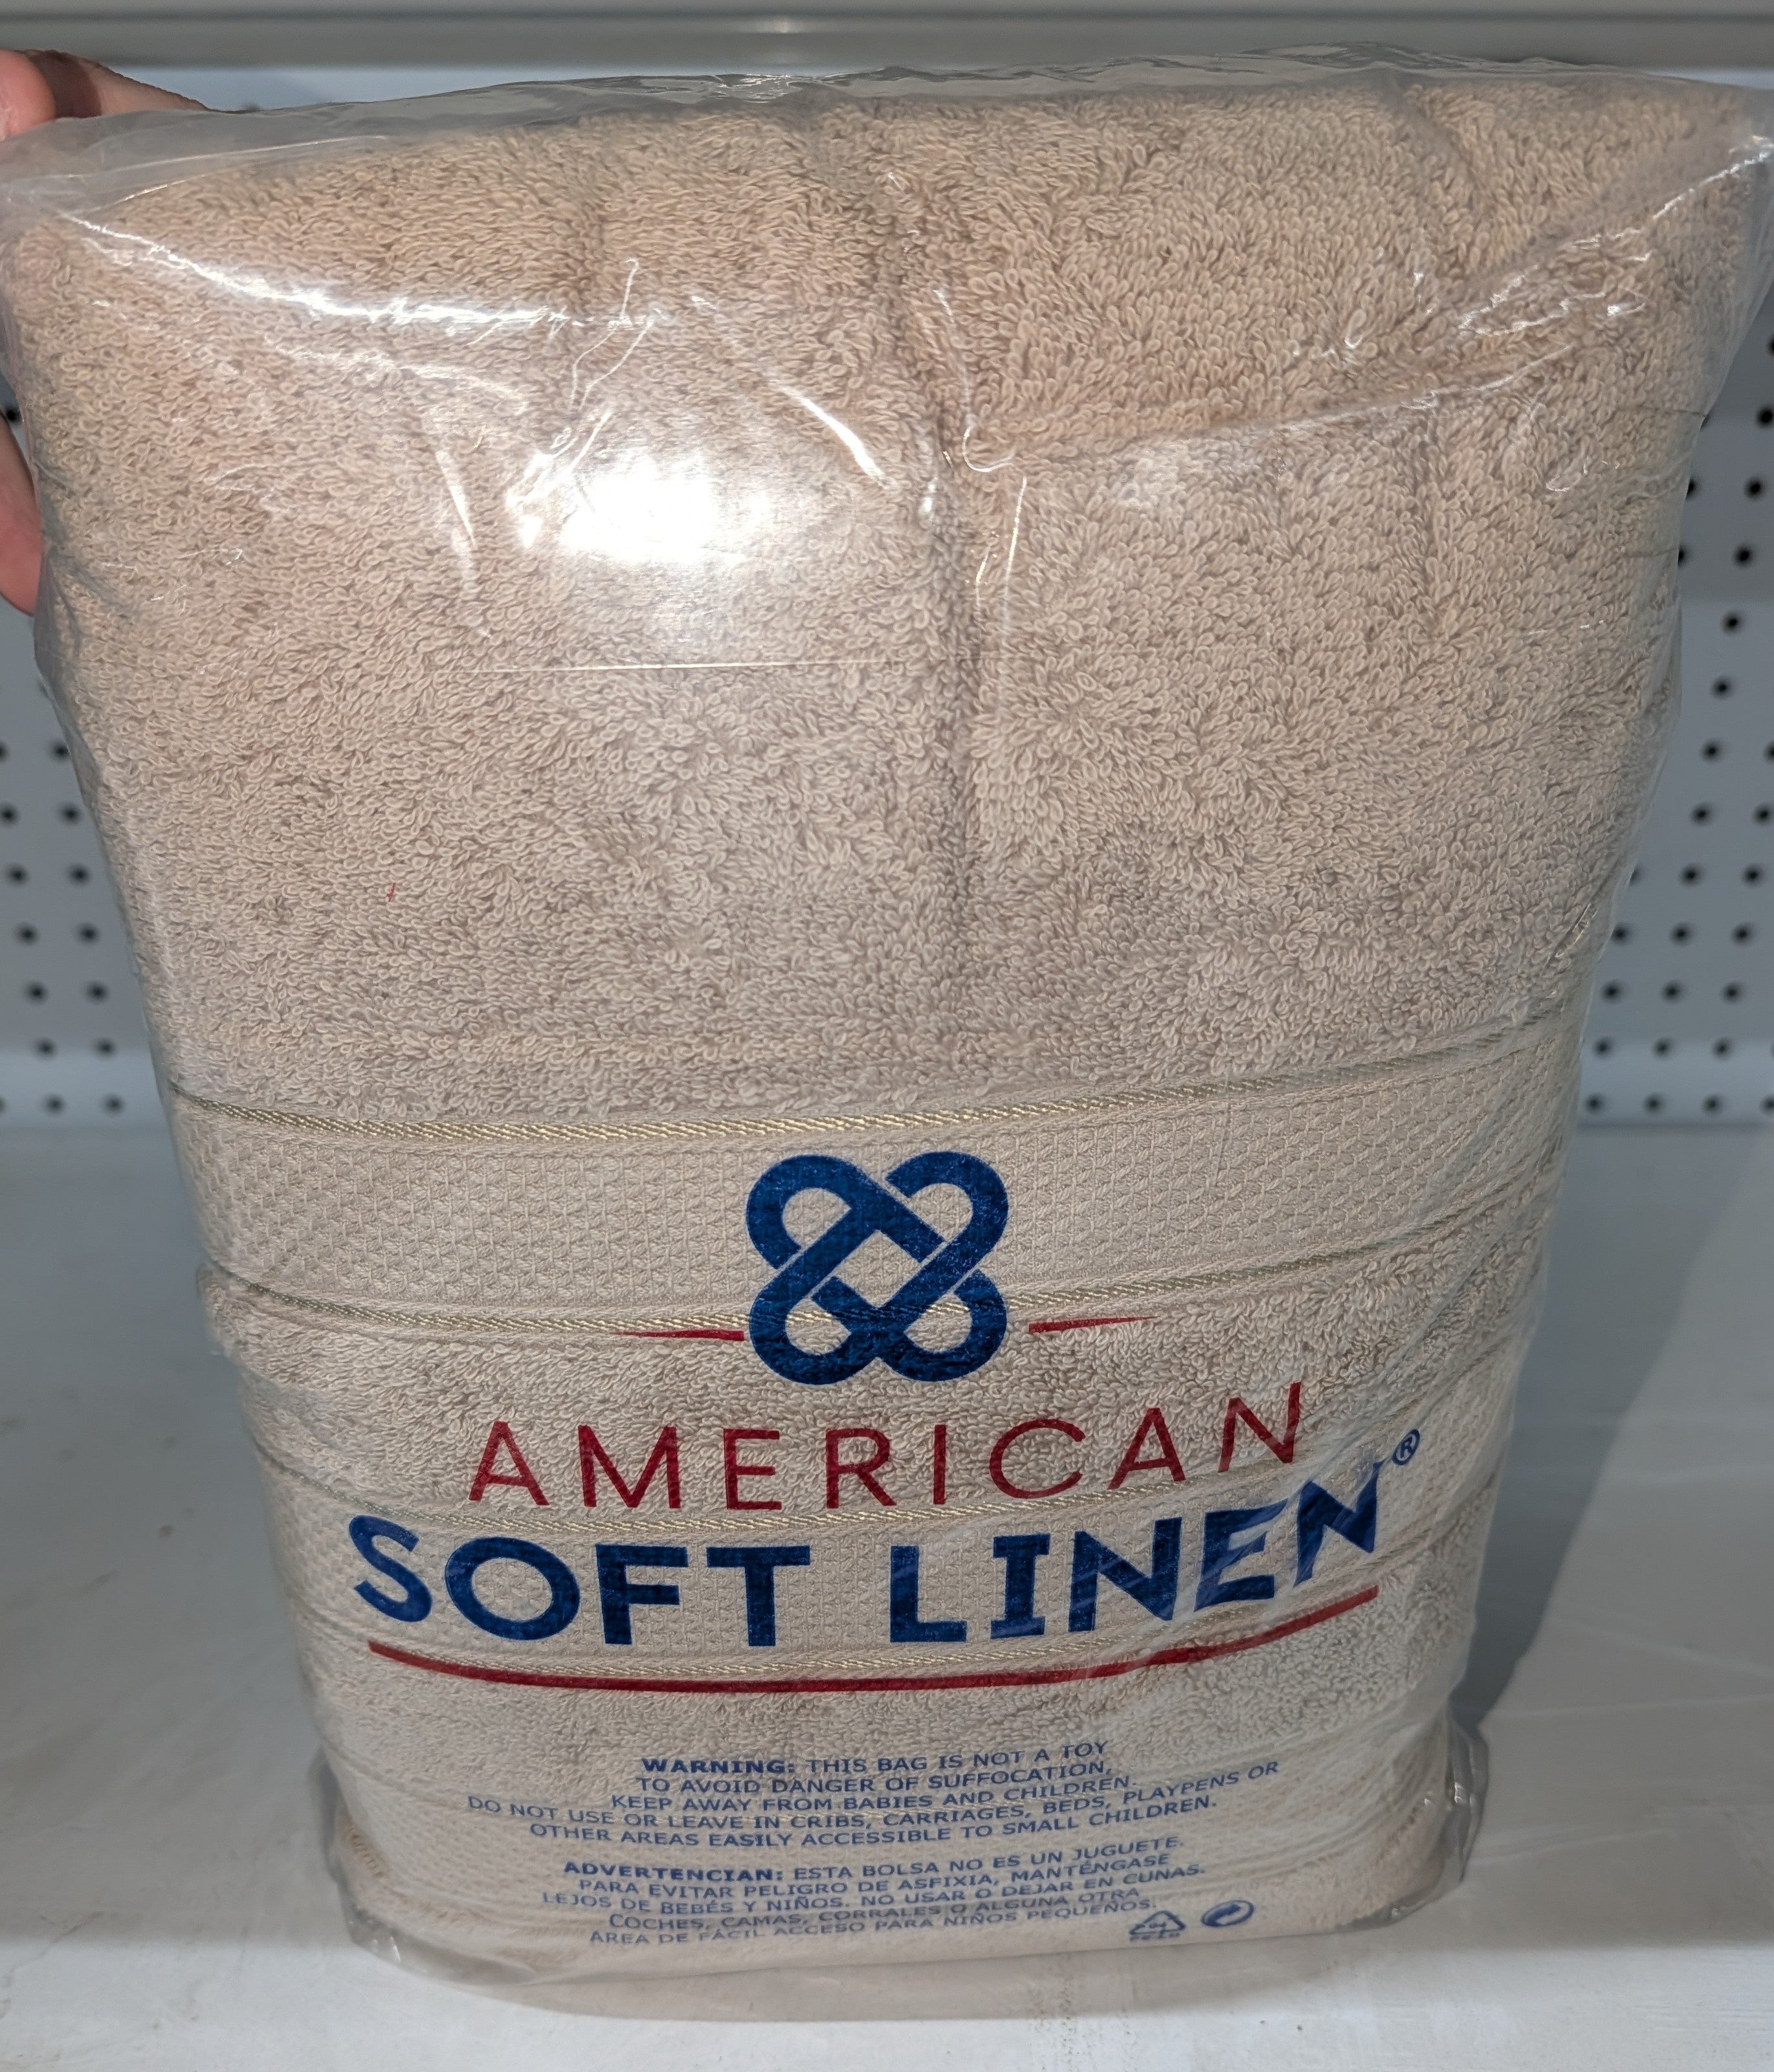 AMERICAN
SOFT LINEN®
WARNING: THIS BAG IS NOT A TOY
TO AVOID DANGER OF SUFFOCATION,
KEEP AWAY FROM BABIES AND CHILDREN.
DO NOT USE OR LEAVE IN CRIBS, CARRIAGES, BEDS, PLAYPENS OR
OTHER AREAS EASILY ACCESSIBLE TO SMALL CHILDREN.
ADVERTENCIAN: ESTA BOLSA NO ES UN JUGUETE.
PARA EVITAR PELIGRO DE ASFIXIA, MANTÉNGASE
LEJOS DE BEBÉS Y NIÑOS. NO USAR O DEJAR EN CUNAS.
COCHES, CAMAS, CORRALES O ALGUNA OTRA
ÁREA DE FÁCIL ACCESO PARA NIÑOS PEQUEÑOS.